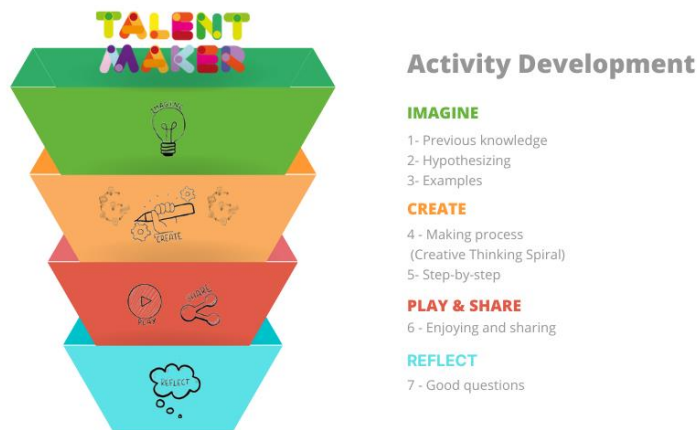 TALENT
MAKER
IMAGINE
CREATE
PLAY
SHARE
REFLECT
Activity Development
IMAGINE
1- Previous knowledge
2- Hypothesizing
3- Examples
CREATE
4 - Making process
(Creative Thinking Spiral)
5- Step-by-step
PLAY & SHARE
6 - Enjoying and sharing
REFLECT
7 - Good questions